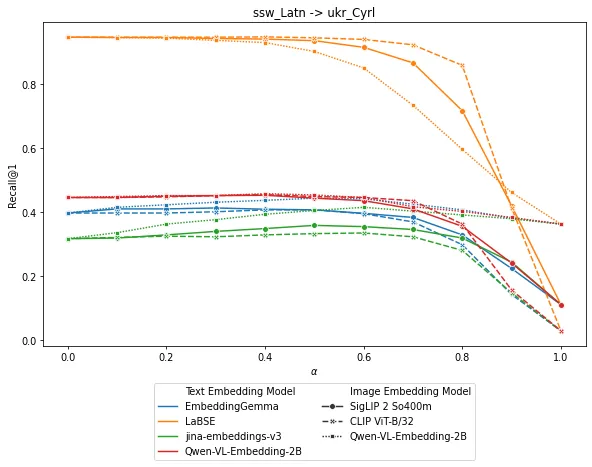 ssw_Latn -> ukr_Cyrl
Recall@1
0.8
0.6
0.4
0.2
0.0
0.0 0.2 0.4 0.6 0.8 1.0
α
Text Embedding Model Image Embedding Model
EmbeddingGemma SigLIP 2 So400m
LaBSE CLIP ViT-B/32
jina-embeddings-v3 Qwen-VL-Embedding-2B
Qwen-VL-Embedding-2B